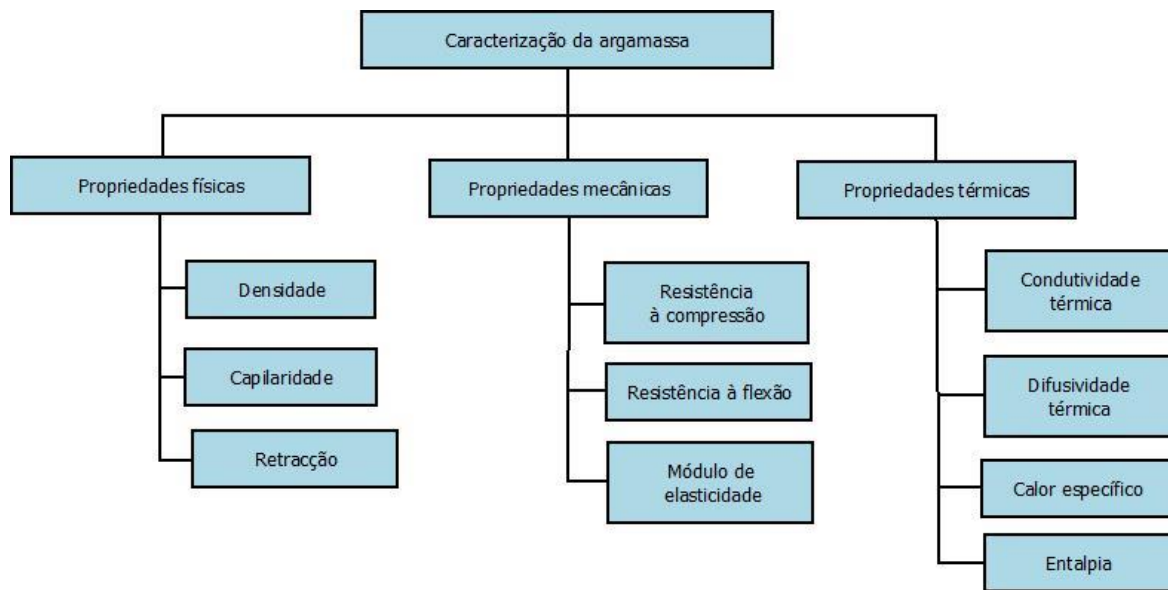 Caracterização da argamassa
Propriedades físicas
Densidade
Capilaridade
Retracção
Propriedades mecânicas
Resistência
à compressão
Resistência à flexão
Módulo de
elasticidade
Propriedades térmicas
Condutividade
térmica
Difusividade
térmica
Calor específico
Entalpia